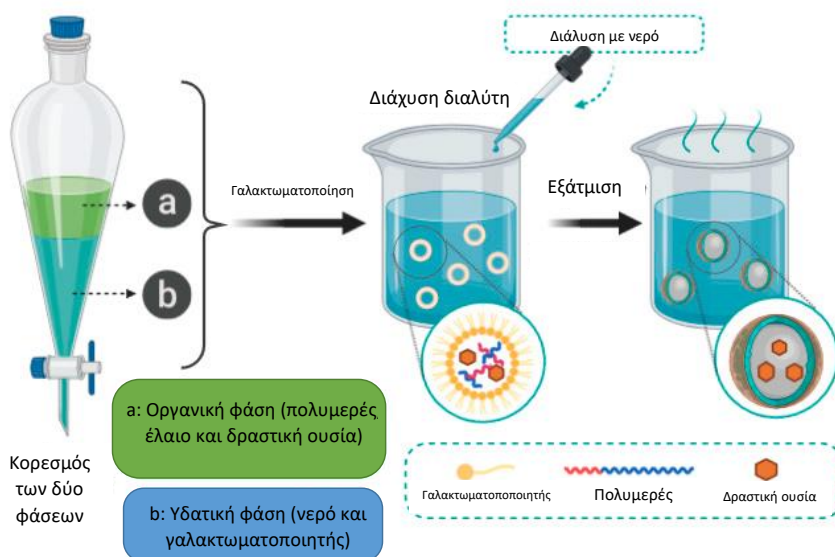 Διάλυση με νερό
Διάχυση διαλύτη
Γαλακτωματοποίηση
Εξάτμιση
a
b
a: Οργανική φάση (πολυμερές,
έλαιο και δραστική ουσία)
Κορεσμός
των δύο
φάσεων
b: Υδατική φάση (νερό και
γαλακτωματοποιητής)
Γαλακτωματοποποιητής
Πολυμερές
Δραστική ουσία